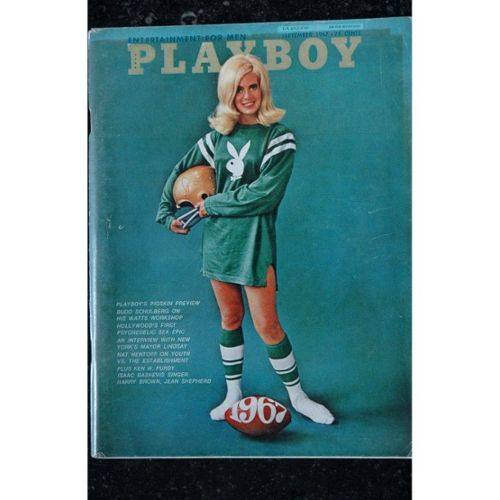 ENTERTAINMENT FOR MEN
SEPTEMBER 1967 • 75 CENTS
PLAYBOY
PLAYBOY'S PIGSKIN PREVIEW
BUDD SCHULBERG ON
HIS WATTS WORKSHOP
HOLLYWOOD'S FIRST
PSYCHEDELIC SEX EPIC
AN INTERVIEW WITH NEW
YORK'S MAYOR LINDSAY
NAT HENTOFF ON YOUTH
VS. THE ESTABLISHMENT
PLUS KEN W. PURDY
ISAAC BASHEVIS SINGER
HARRY BROWN, JEAN SHEPHERD
1967